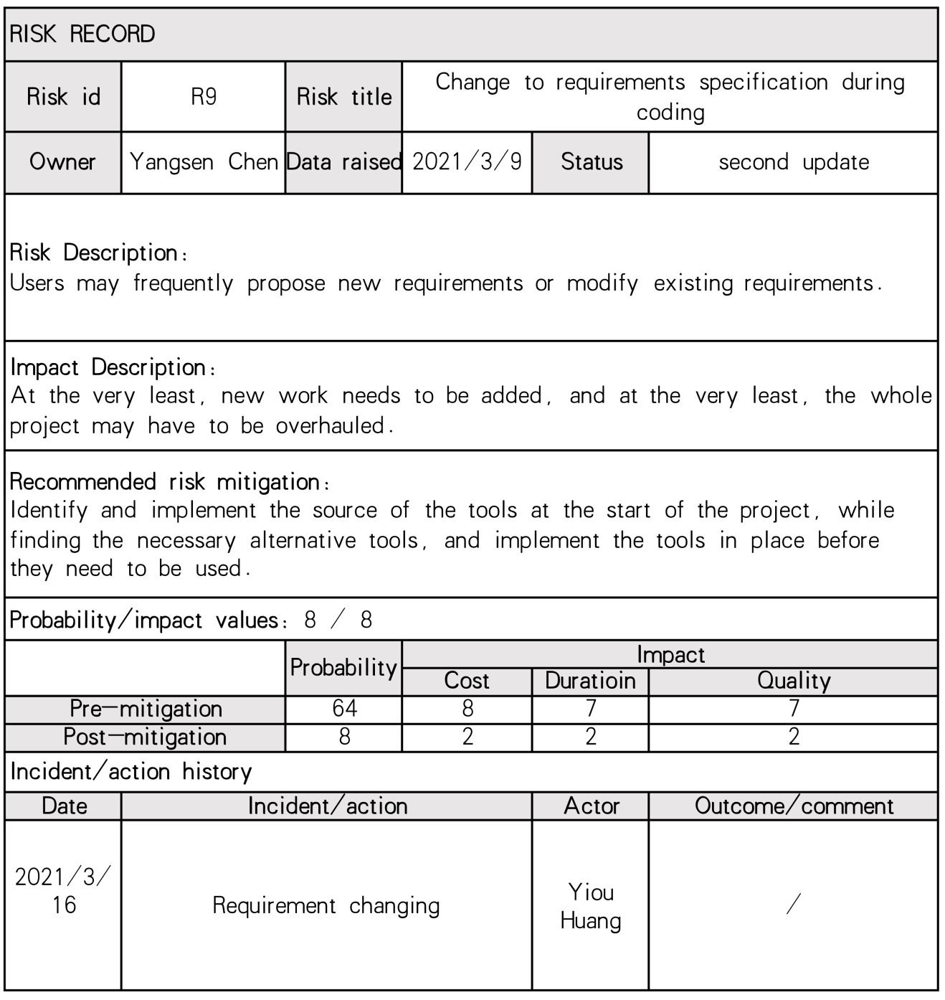 RISK RECORD
Risk id
R9
Risk title
Change to requirements specification during
coding
Owner
Yangsen Chen
Data raised
2021/3/9
Status
second update
Risk Description:
Users may frequently propose new requirements or modify existing requirements.
Impact Description:
At the very least, new work needs to be added, and at the very least, the whole
project may have to be overhauled.
Recommended risk mitigation:
Identify and implement the source of the tools at the start of the project, while
finding the necessary alternative tools, and implement the tools in place before
they need to be used.
Probability/impact values: 8 / 8
Probability
Impact
Cost
Duratioin
Quality
Pre-mitigation
64
8
7
7
Post-mitigation
8
2
2
2
Incident/action history
Date
Incident/action
Actor
Outcome/comment
2021/3/
16
Requirement changing
Yiou
Huang
/